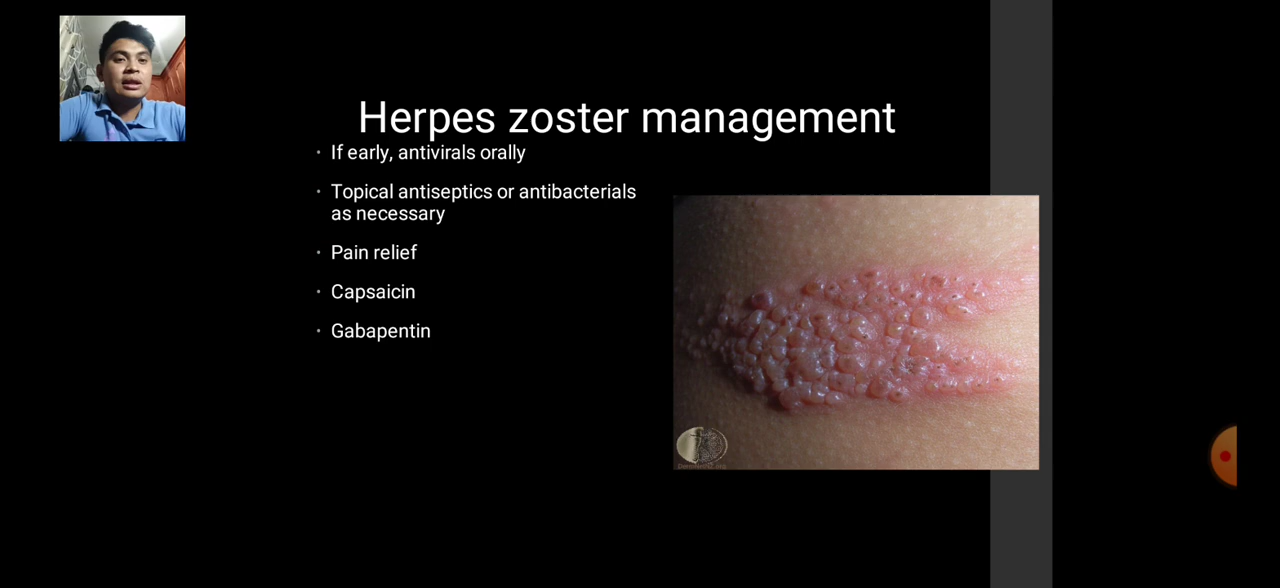 Herpes zoster management
• If early, antivirals orally
• Topical antiseptics or antibacterials
as necessary
• Pain relief
• Capsaicin
• Gabapentin